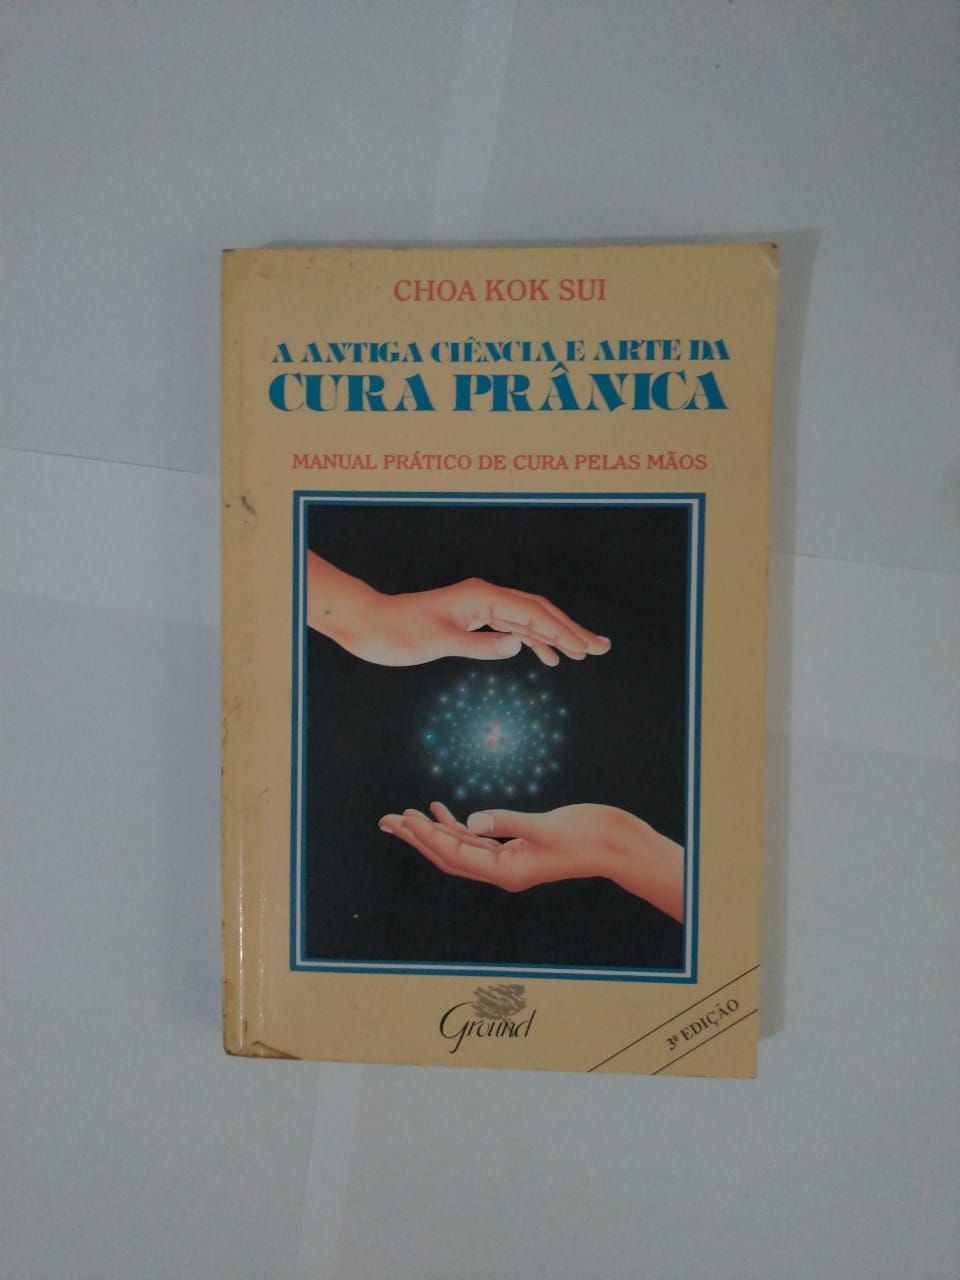 CHOA KOK SUI
A ANTIGA CIÊNCIA E ARTE DA
CURA PRÂNICA
MANUAL PRÁTICO DE CURA PELAS MÃOS
Ground
3ª EDIÇÃO